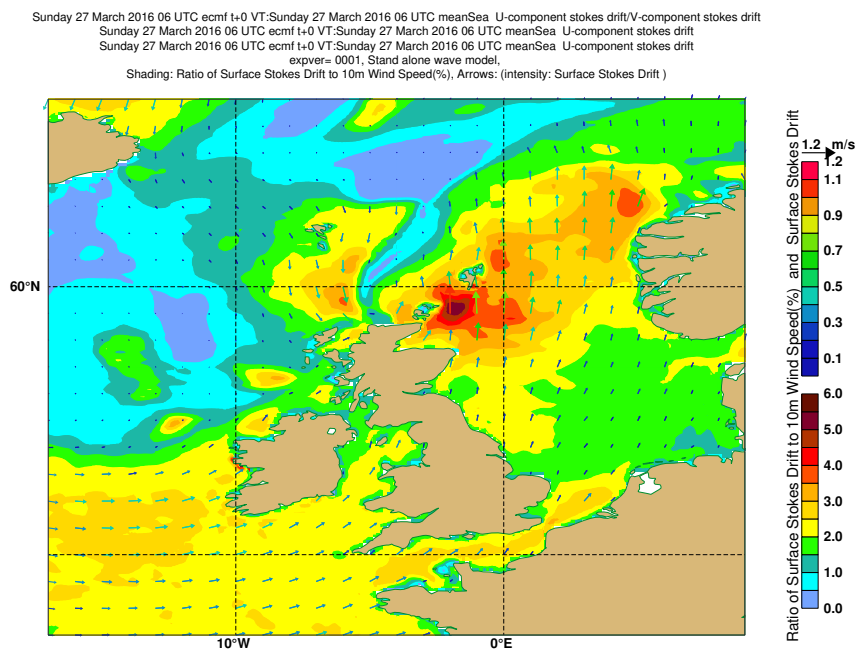 Sunday 27 March 2016 06 UTC ecmf t+0 VT:Sunday 27 March 2016 06 UTC meanSea U-component stokes drift/V-component stokes drift
Sunday 27 March 2016 06 UTC ecmf t+0 VT:Sunday 27 March 2016 06 UTC meanSea U-component stokes drift
Sunday 27 March 2016 06 UTC ecmf t+0 VT:Sunday 27 March 2016 06 UTC meanSea U-component stokes drift
expver= 0001, Stand alone wave model,
Shading: Ratio of Surface Stokes Drift to 10m Wind Speed(%), Arrows: (intensity: Surface Stokes Drift )
60°N
10°W
0°E
1.2 m/s
1.2
1.1
0.9
0.7
0.5
0.3
0.1
6.0
5.0
4.0
3.0
2.0
1.0
0.0
Ratio of Surface Stokes Drift to 10m Wind Speed(%) and Surface Stokes Drift